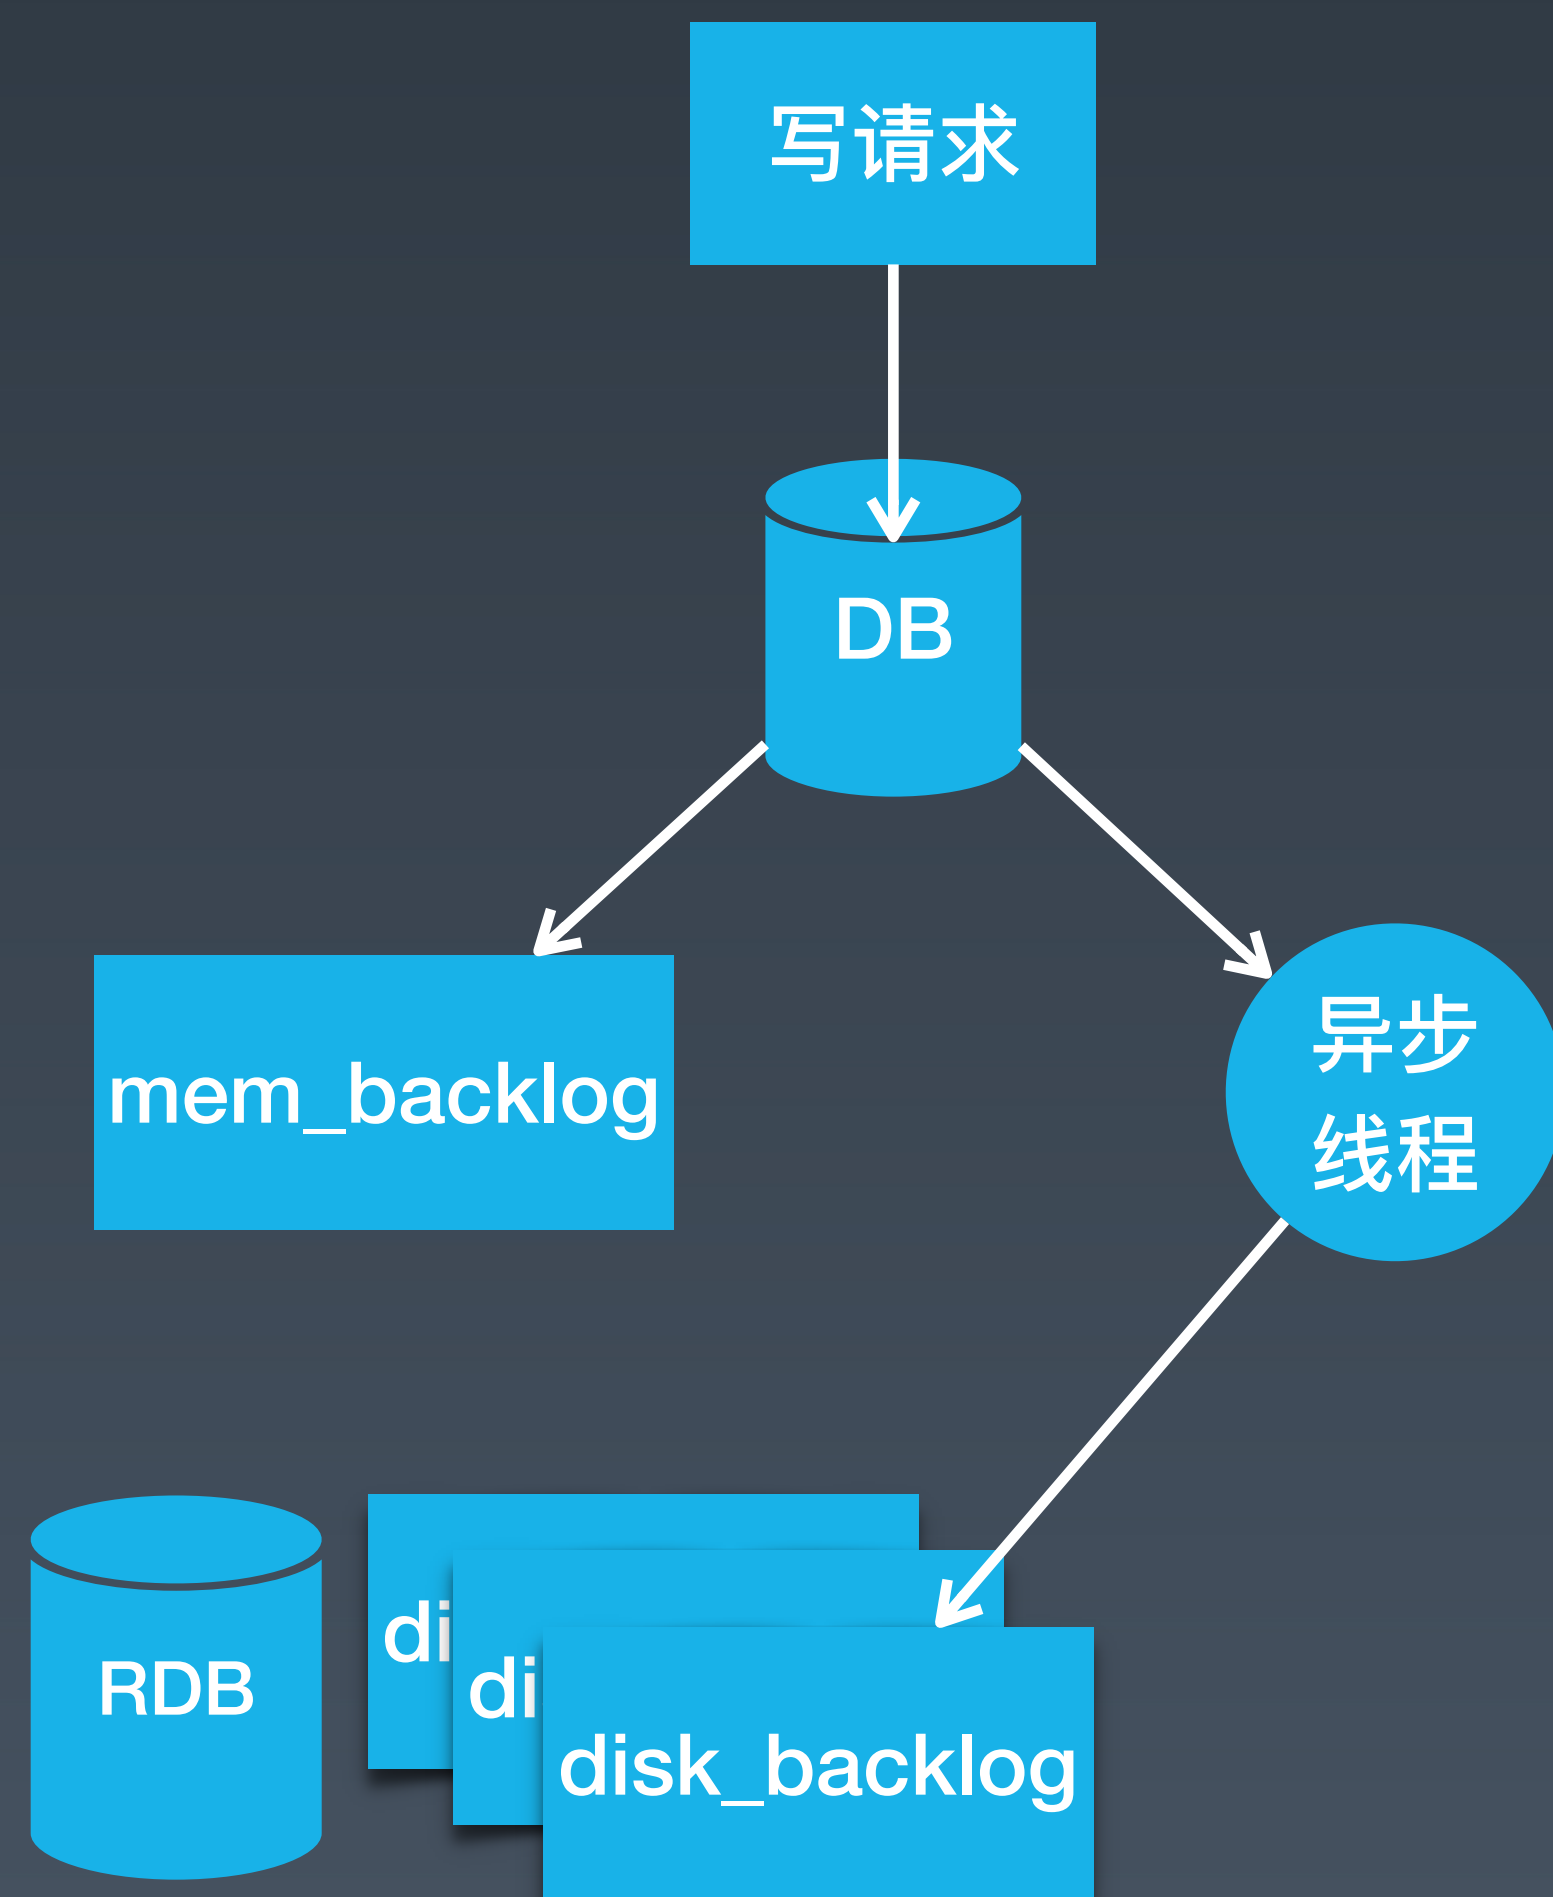 写请求
DB
mem_backlog
异步
线程
RDB
di
di
disk_backlog